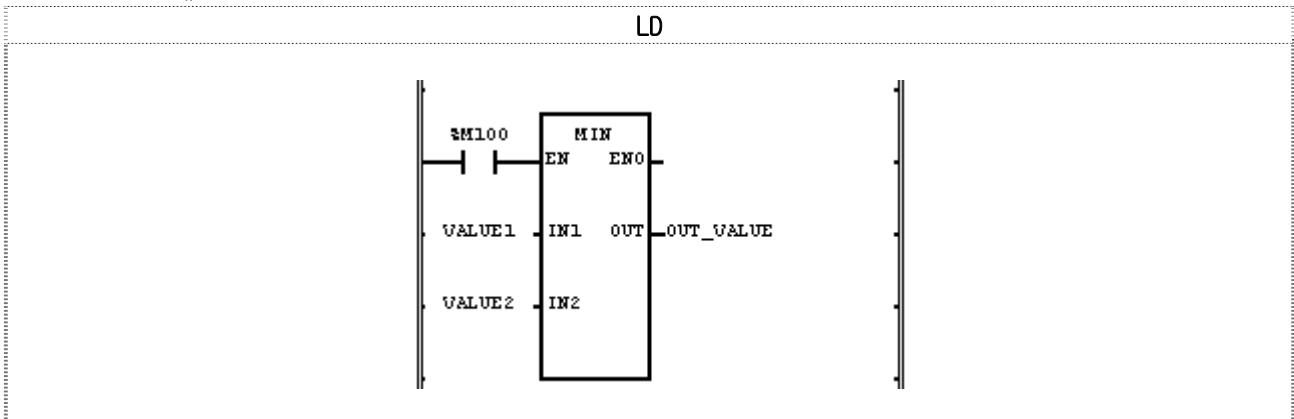 LD
%M100
MIN
EN ENO
VALUE1 IN1 OUT OUT_VALUE
VALUE2 IN2